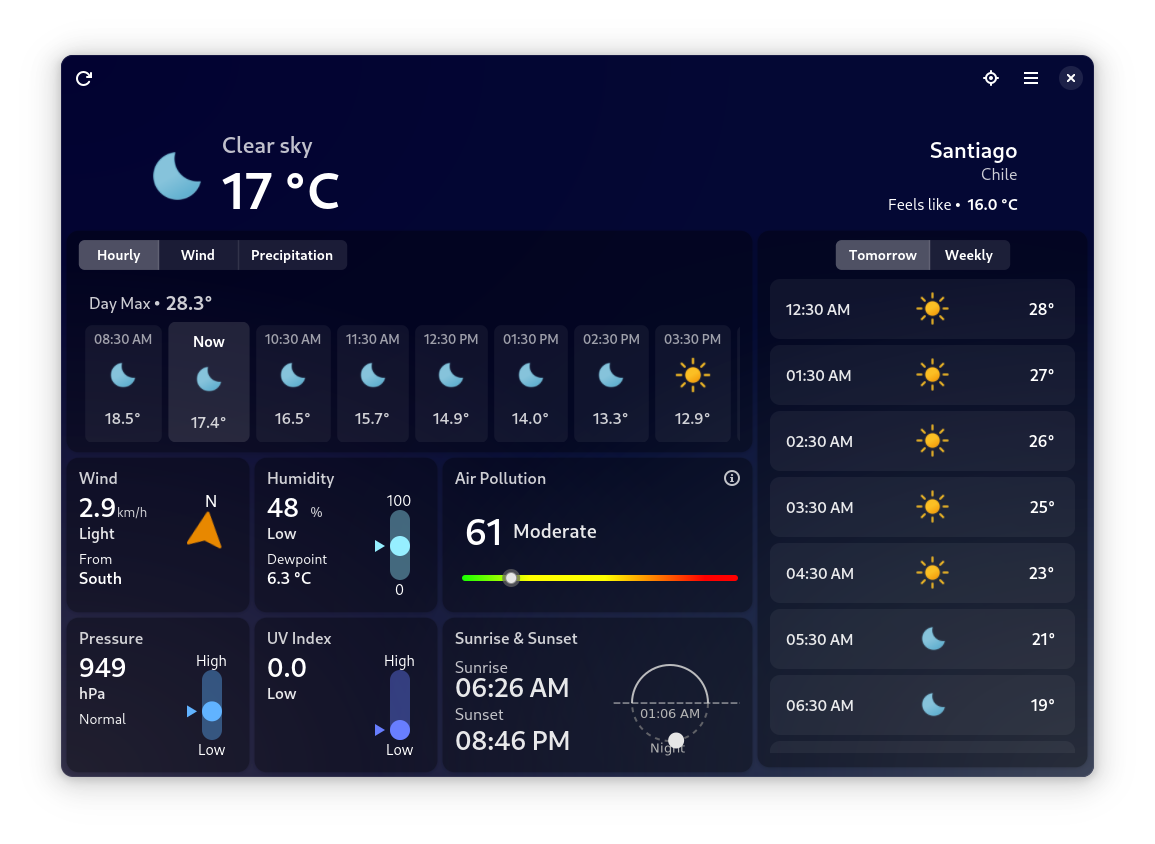 Clear sky
17 °C
Santiago
Chile
Feels like • 16.0 °C
Hourly Wind Precipitation
Day Max • 28.3°
08:30 AM Now 10:30 AM 11:30 AM 12:30 PM 01:30 PM 02:30 PM 03:30 PM
18.5° 17.4° 16.5° 15.7° 14.9° 14.0° 13.3° 12.9°
Tomorrow Weekly
12:30 AM 28°
01:30 AM 27°
02:30 AM 26°
03:30 AM 25°
04:30 AM 23°
05:30 AM 21°
06:30 AM 19°
Wind
2.9 km/h
Light
From
South
N
Humidity
48 %
Low
Dewpoint
6.3 °C
100
0
Air Pollution
61 Moderate
Pressure
949
hPa
Normal
High
Low
UV Index
0.0
Low
High
Low
Sunrise & Sunset
Sunrise
06:26 AM
Sunset
08:46 PM
01:06 AM
Night